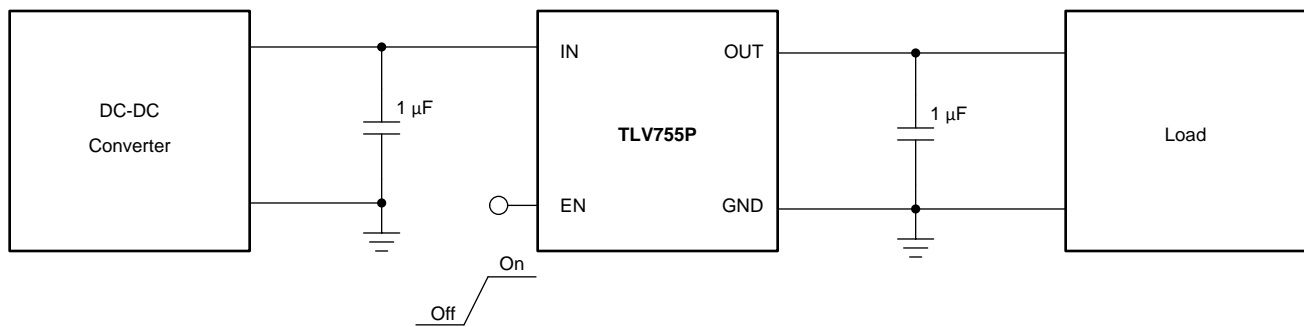 DC-DC
Converter
1 μF
IN
OUT
TLV755P
EN
GND
1 μF
Load
On
Off